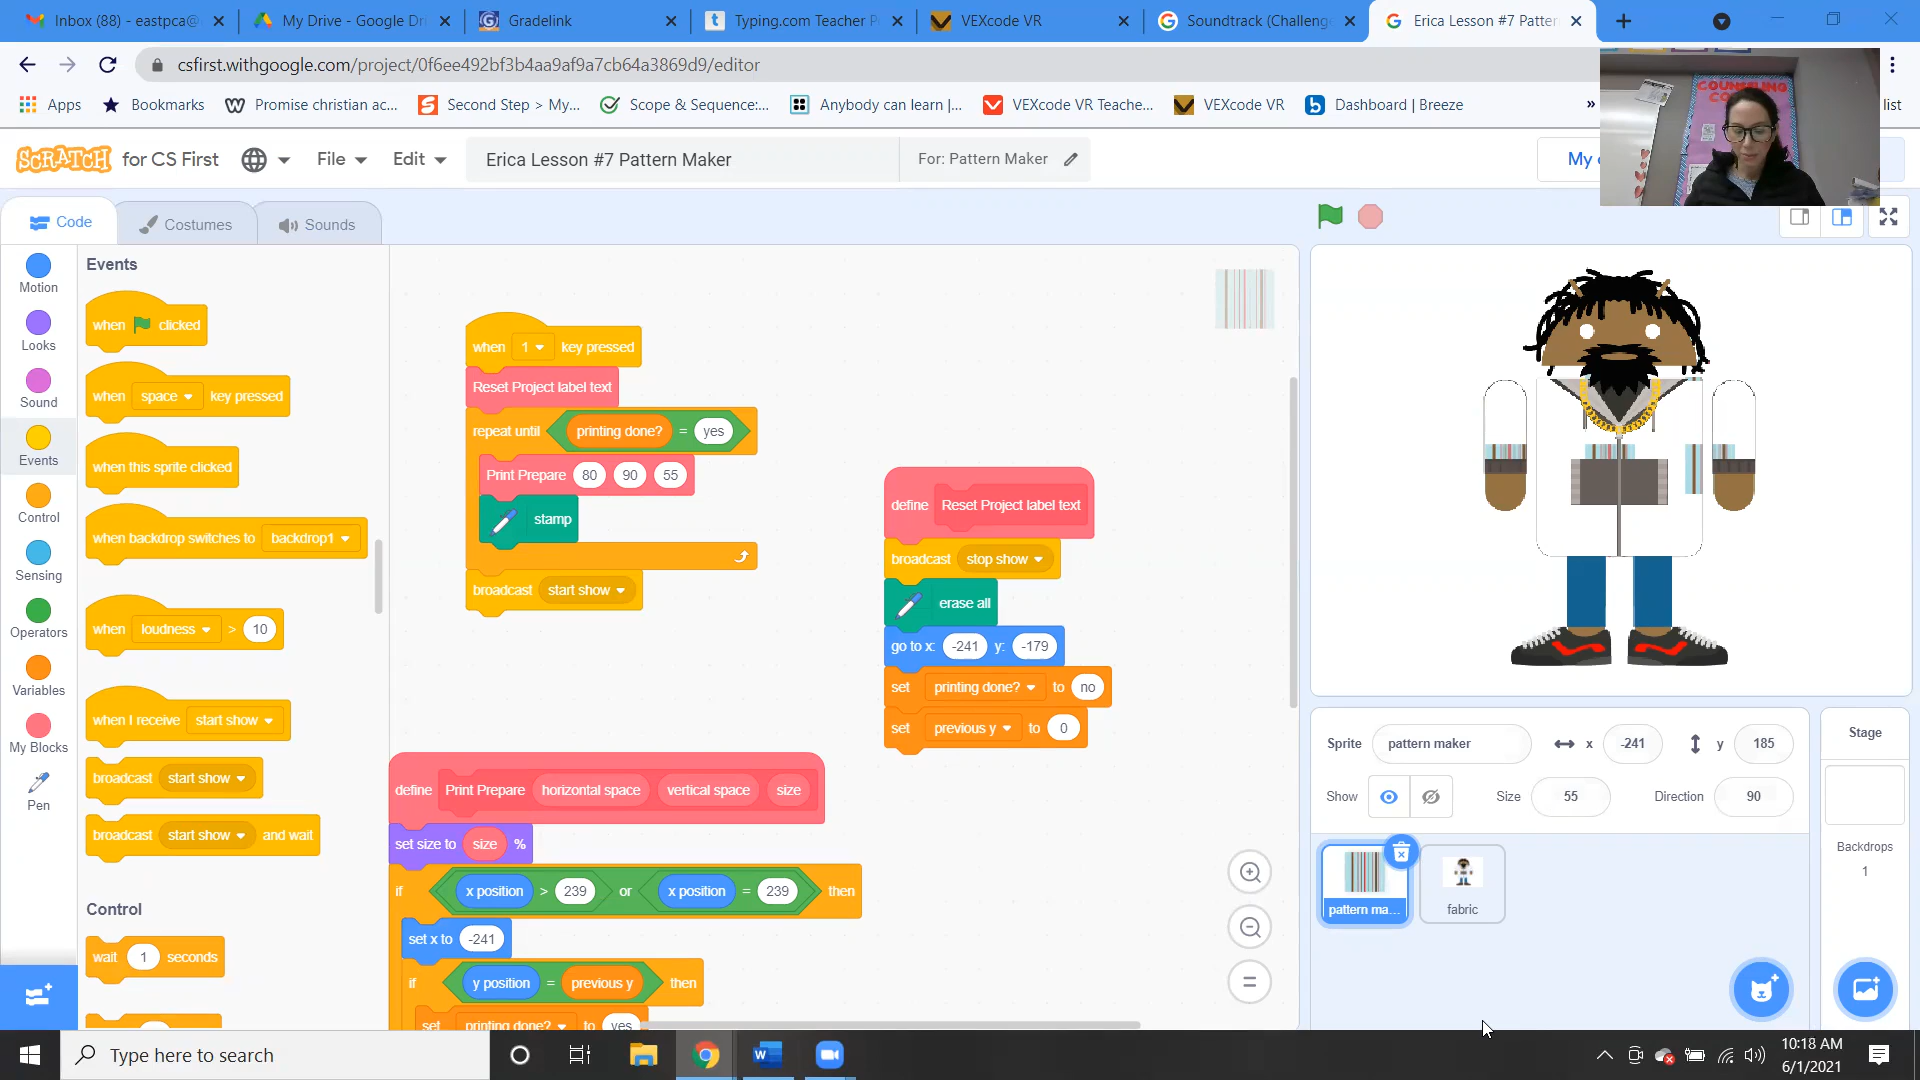 Inbox (88) - eastpca@
My Drive - Google Dr
Gradelink
Typing.com Teacher P
VEXcode VR
Soundtrack (Challenge
Erica Lesson #7 Patter
csfirst.withgoogle.com/project/0f6ee492bf3b4aa9af9a7cb64a3869d9/editor
Apps
Bookmarks
Promise christian ac...
Second Step > My...
Scope & Sequence:...
Anybody can learn |...
VEXcode VR Teache...
VEXcode VR
Dashboard | Breeze
»
list
COUNSELING
SCRATCH for CS First
File
Edit
Erica Lesson #7 Pattern Maker
For: Pattern Maker
My
Code
Costumes
Sounds
Motion
Looks
Sound
Events
Control
Sensing
Operators
Variables
My Blocks
Pen
Events
when clicked
when space key pressed
when this sprite clicked
when backdrop switches to backdrop1
when loudness > 10
when I receive start show
broadcast start show
broadcast start show and wait
Control
wait 1 seconds
when 1 key pressed
Reset Project label text
repeat until printing done? = yes
Print Prepare 80 90 55
stamp
broadcast start show
define Reset Project label text
broadcast stop show
erase all
go to x: -241 y: -179
set printing done? to no
set previous y to 0
define Print Prepare horizontal space vertical space size
set size to size %
if x position > 239 or x position = 239 then
set x to -241
if y position = previous y then
set printing done? to yes
Sprite pattern maker x -241 y 185
Show Size 55 Direction 90
pattern ma...
fabric
Stage
Backdrops
1
Type here to search
10:18 AM
6/1/2021